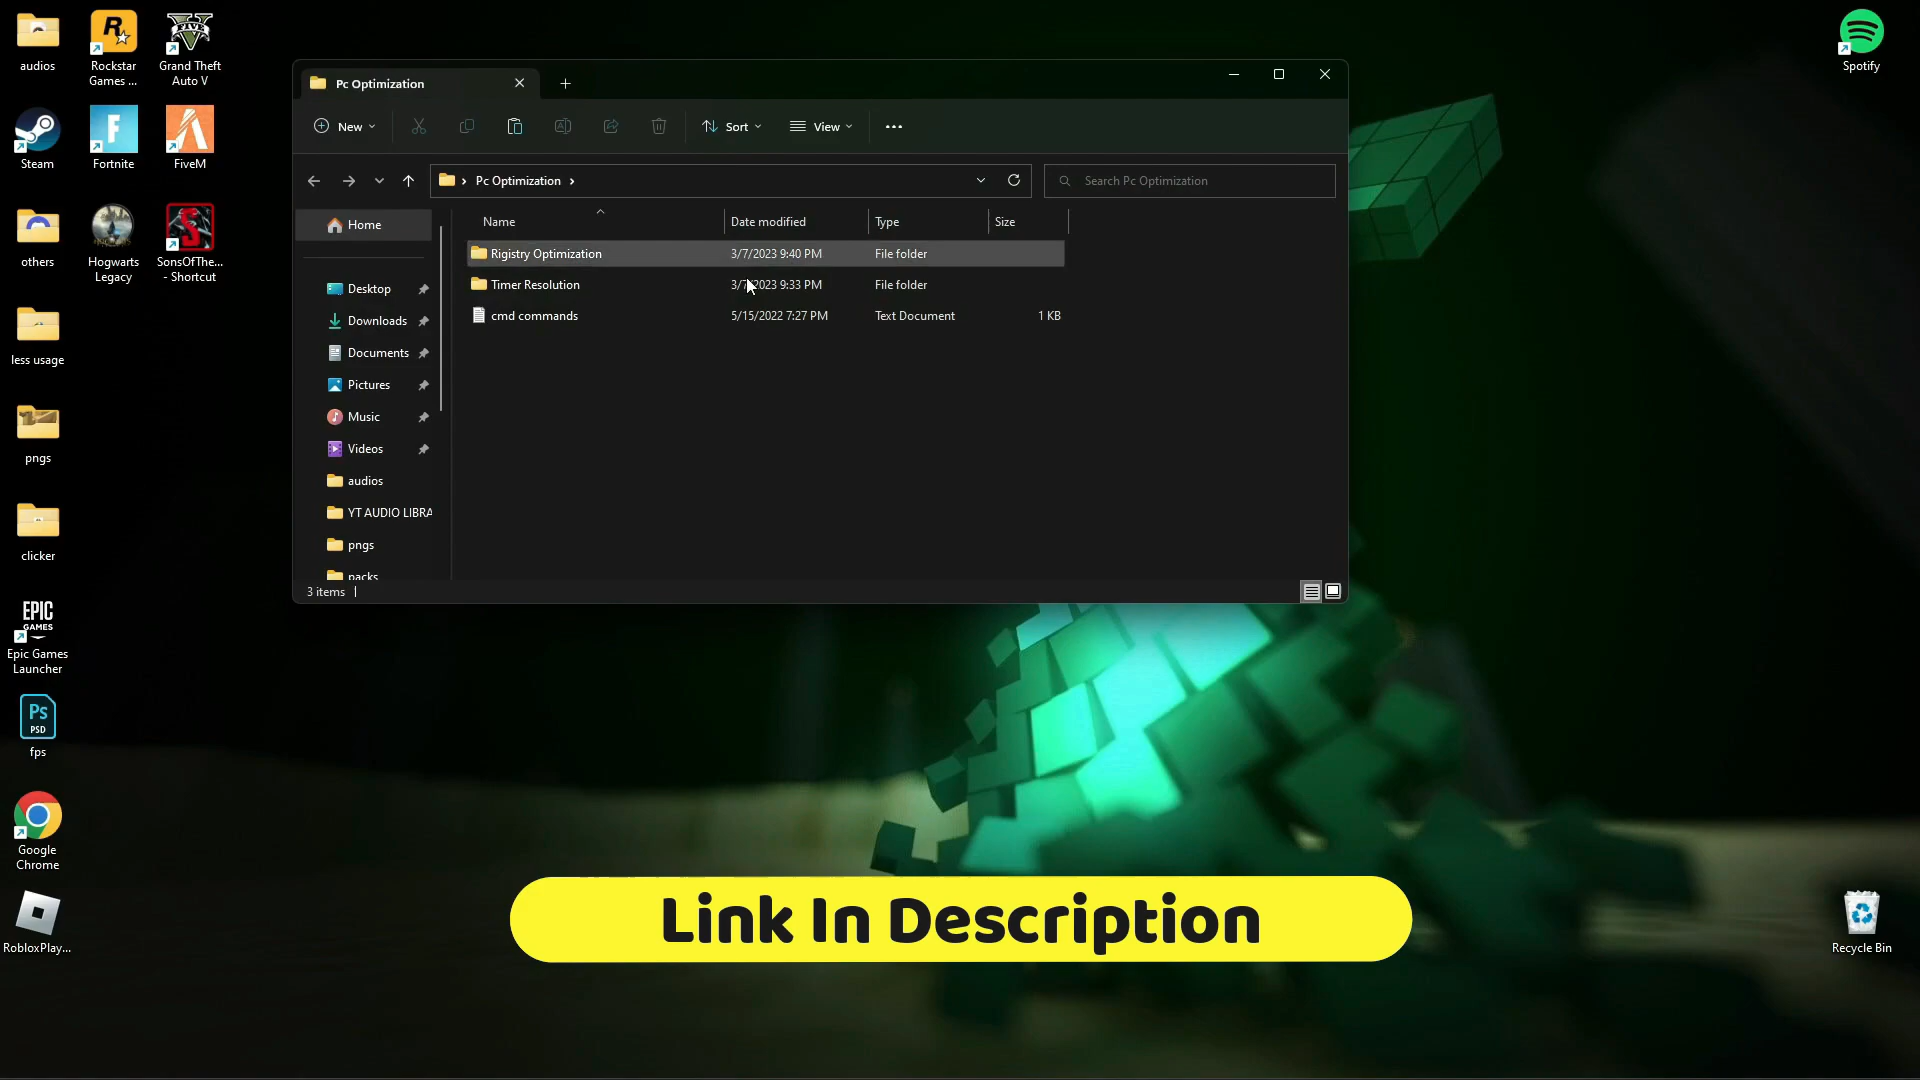 audios
Rockstar
Games ...
Grand Theft
Auto V
Spotify
Steam
Fortnite
FiveM
others
Hogwarts
Legacy
SonsOfThe...
- Shortcut
less usage
pngs
clicker
EPIC
GAMES
Epic Games
Launcher
Ps
PSD
fps
Google
Chrome
RobloxPlay...
Recycle Bin
Pc Optimization
New
Sort
View
Pc Optimization
Search Pc Optimization
Home
Desktop
Downloads
Documents
Pictures
Music
Videos
audios
YT AUDIO LIBRA
pngs
packs
Name Date modified Type Size
Rigistry Optimization 3/7/2023 9:40 PM File folder
Timer Resolution 3/7/2023 9:33 PM File folder
cmd commands 5/15/2022 7:27 PM Text Document 1 KB
3 items
Link In Description